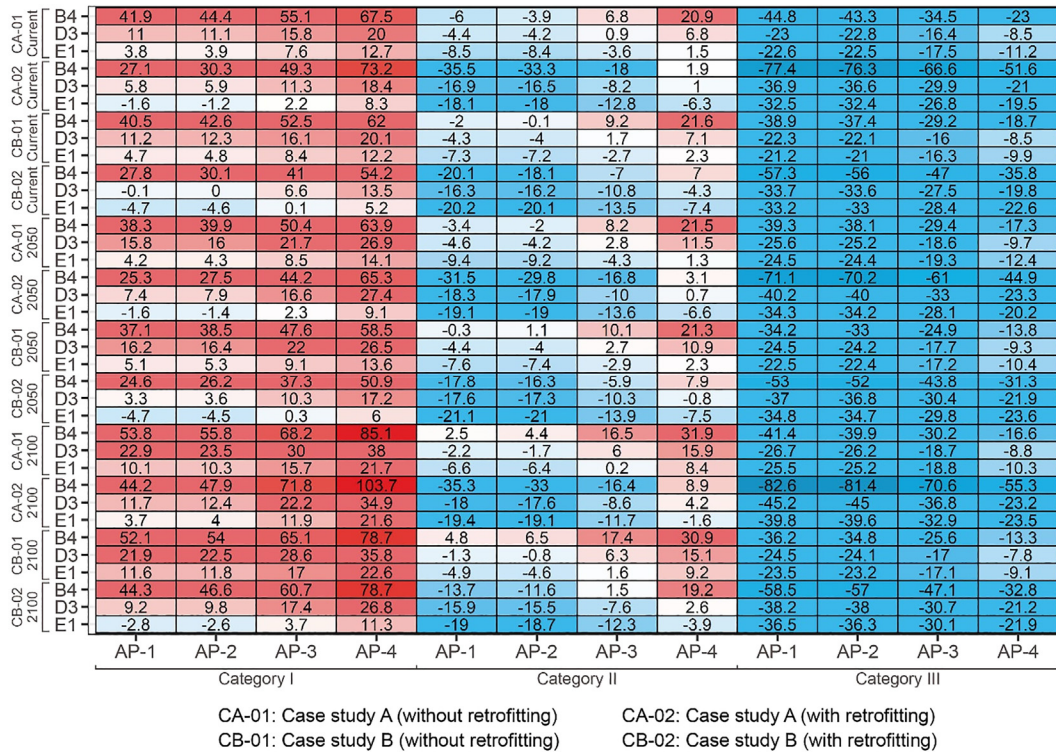 CA-01 Current B4 41.9 44.4 55.1 67.5 -6 -3.9 6.8 20.9 -44.8 -43.3 -34.5 -23
D3 11 11.1 15.8 20 -4.4 -4.2 0.9 6.8 -23 -22.8 -16.4 -8.5
E1 3.8 3.9 7.6 12.7 -8.5 -8.4 -3.6 1.5 -22.6 -22.5 -17.5 -11.2
CA-02 Current B4 27.1 30.3 49.3 73.2 -35.5 -33.3 -18 1.9 -77.4 -76.3 -66.6 -51.6
D3 5.8 5.9 11.3 18.4 -16.9 -16.5 -8.2 1 -36.9 -36.6 -29.9 -21
E1 -1.6 -1.2 2.2 8.3 -18.1 -18 -12.8 -6.3 -32.5 -32.4 -26.8 -19.5
CB-01 Current B4 40.5 42.6 52.5 62 -2 -0.1 9.2 21.6 -38.9 -37.4 -29.2 -18.7
D3 11.2 12.3 16.1 20.1 -4.3 -4 1.7 7.1 -22.3 -22.1 -16 -8.5
E1 4.7 4.8 8.4 12.2 -7.3 -7.2 -2.7 2.3 -21.2 -21 -16.3 -9.9
CB-02 Current B4 27.8 30.1 41 54.2 -20.1 -18.1 -7 7 -57.3 -56 -47 -35.8
D3 -0.1 0 6.6 13.5 -16.3 -16.2 -10.8 -4.3 -33.7 -33.6 -27.5 -19.8
E1 -4.7 -4.6 0.1 5.2 -20.2 -20.1 -13.5 -7.4 -33.2 -33 -28.4 -22.6
CA-01 2050 B4 38.3 39.9 50.4 63.9 -3.4 -2 8.2 21.5 -39.3 -38.1 -29.4 -17.3
D3 15.8 16 21.7 26.9 -4.6 -4.2 2.8 11.5 -25.6 -25.2 -18.6 -9.7
E1 4.2 4.3 8.5 14.1 -9.4 -9.2 -4.3 1.3 -24.5 -24.4 -19.3 -12.4
CA-02 2050 B4 25.3 27.5 44.2 65.3 -31.5 -29.8 -16.8 3.1 -71.1 -70.2 -61 -44.9
D3 7.4 7.9 16.6 27.4 -18.3 -17.9 -10 0.7 -40.2 -40 -33 -23.3
E1 -1.6 -1.4 2.3 9.1 -19.1 -19 -13.6 -6.6 -34.3 -34.2 -28.1 -20.2
CB-01 2050 B4 37.1 38.5 47.6 58.5 -0.3 1.1 10.1 21.3 -34.2 -33 -24.9 -13.8
D3 16.2 16.4 22 26.5 -4.4 -4 2.7 10.9 -24.5 -24.2 -17.7 -9.3
E1 5.1 5.3 9.1 13.6 -7.6 -7.4 -2.9 2.3 -22.5 -22.4 -17.2 -10.4
CB-02 2050 B4 24.6 26.2 37.3 50.9 -17.8 -16.3 -5.9 7.9 -53 -52 -43.8 -31.3
D3 3.3 3.6 10.3 17.2 -17.6 -17.3 -10.3 -0.8 -37 -36.8 -30.4 -21.9
E1 -4.7 -4.5 0.3 6 -21.1 -21 -13.9 -7.5 -34.8 -34.7 -29.8 -23.6
CA-01 2100 B4 53.8 55.8 68.2 85.1 2.5 4.4 16.5 31.9 -41.4 -39.9 -30.2 -16.6
D3 22.9 23.5 30 38 -2.2 -1.7 6 15.9 -26.7 -26.2 -18.7 -8.8
E1 10.1 10.3 15.7 21.7 -6.6 -6.4 0.2 8.4 -25.5 -25.2 -18.8 -10.3
CA-02 2100 B4 44.2 47.9 71.8 103.7 -35.3 -33 -16.4 8.9 -82.6 -81.4 -70.6 -55.3
D3 11.7 12.4 22.2 34.9 -18 -17.6 -8.6 4.2 -45.2 -45 -36.8 -23.2
E1 3.7 4 11.9 21.6 -19.4 -19.1 -11.7 -1.6 -39.8 -39.6 -32.9 -23.5
CB-01 2100 B4 52.1 54 65.1 78.7 4.8 6.5 17.4 30.9 -36.2 -34.8 -25.6 -13.3
D3 21.9 22.5 28.6 35.8 -1.3 -0.8 6.3 15.1 -24.5 -24.1 -17 -7.8
E1 11.6 11.8 17 22.6 -4.9 -4.6 1.6 9.2 -23.5 -23.2 -17.1 -9.1
CB-02 2100 B4 44.3 46.6 60.7 78.7 -13.7 -11.6 1.5 19.2 -58.5 -57 -47.1 -32.8
D3 9.2 9.8 17.4 26.8 -15.9 -15.5 -7.6 2.6 -38.2 -38 -30.7 -21.2
E1 -2.8 -2.6 3.7 11.3 -19 -18.7 -12.3 -3.9 -36.5 -36.3 -30.1 -21.9
AP-1 AP-2 AP-3 AP-4 AP-1 AP-2 AP-3 AP-4 AP-1 AP-2 AP-3 AP-4
Category I Category II Category III
CA-01: Case study A (without retrofitting) CA-02: Case study A (with retrofitting)
CB-01: Case study B (without retrofitting) CB-02: Case study B (with retrofitting)